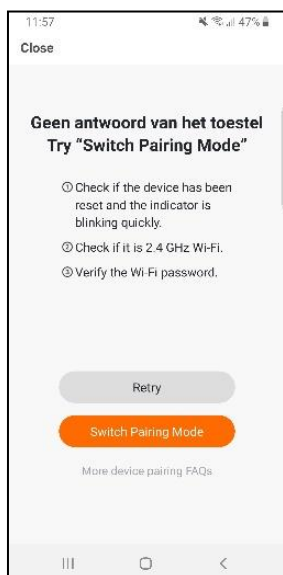 11:57 47%
Close
Geen antwoord van het toestel
Try "Switch Pairing Mode"
① Check if the device has been
reset and the indicator is
blinking quickly.
② Check if it is 2.4 GHz Wi-Fi.
③ Verify the Wi-Fi password.
Retry
Switch Pairing Mode
More device pairing FAQs